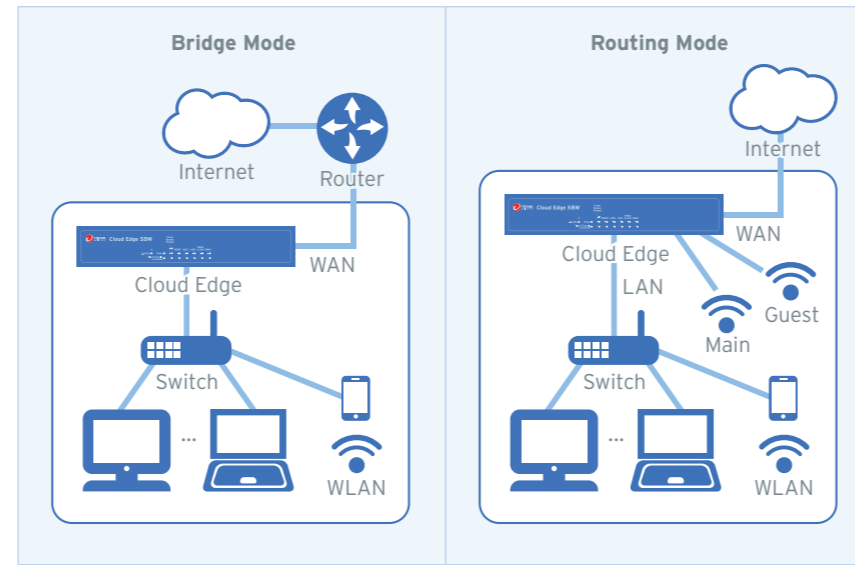 Bridge Mode
Internet
Router
Cloud Edge SBW
WAN
Cloud Edge
Switch
...
WLAN
Routing Mode
Internet
Cloud Edge SBW
WAN
Cloud Edge
LAN
Guest
Main
Switch
...
WLAN